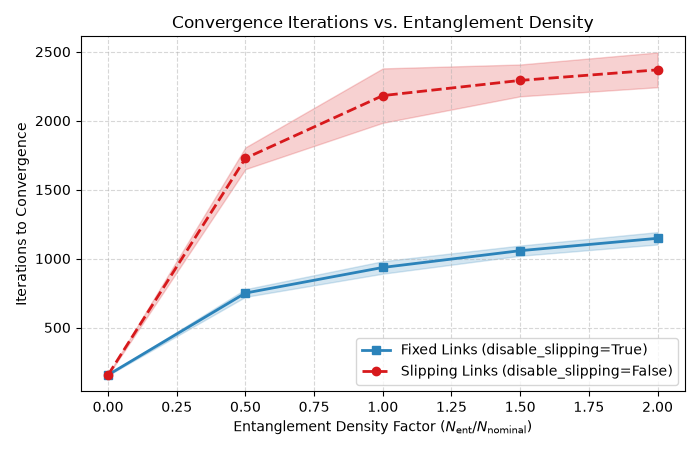 Convergence Iterations vs. Entanglement Density
Iterations to Convergence
2500
2000
1500
1000
500
Fixed Links (disable_slipping=True)
Slipping Links (disable_slipping=False)
0.00 0.25 0.50 0.75 1.00 1.25 1.50 1.75 2.00
Entanglement Density Factor (N_ent/N_nominal)